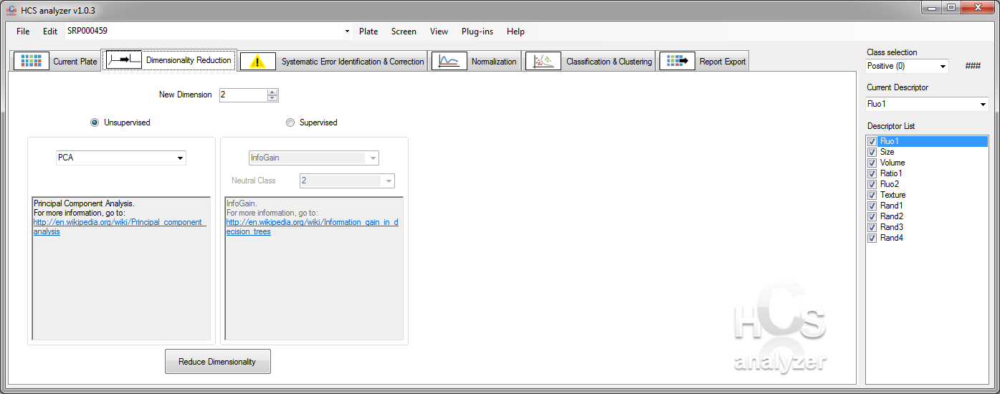 HCS analyzer v1.0.3
File Edit SRP000459 Plate Screen View Plug-ins Help
Current Plate Dimensionality Reduction Systematic Error Identification & Correction Normalization Classification & Clustering Report Export
Class selection
Positive (0) ###
Current Descriptor
Fluo1
Descriptor List
Fluo1
Size
Volume
Ratio1
Fluo2
Texture
Rand1
Rand2
Rand3
Rand4
New Dimension 2
Unsupervised Supervised
PCA
Principal Component Analysis.
For more information, go to:
http://en.wikipedia.org/wiki/Principal_component_
analysis
InfoGain
Neutral Class 2
InfoGain.
For more information, go to:
http://en.wikipedia.org/wiki/Information_gain_in_d
ecision_trees
Reduce Dimensionality
HCS
analyzer